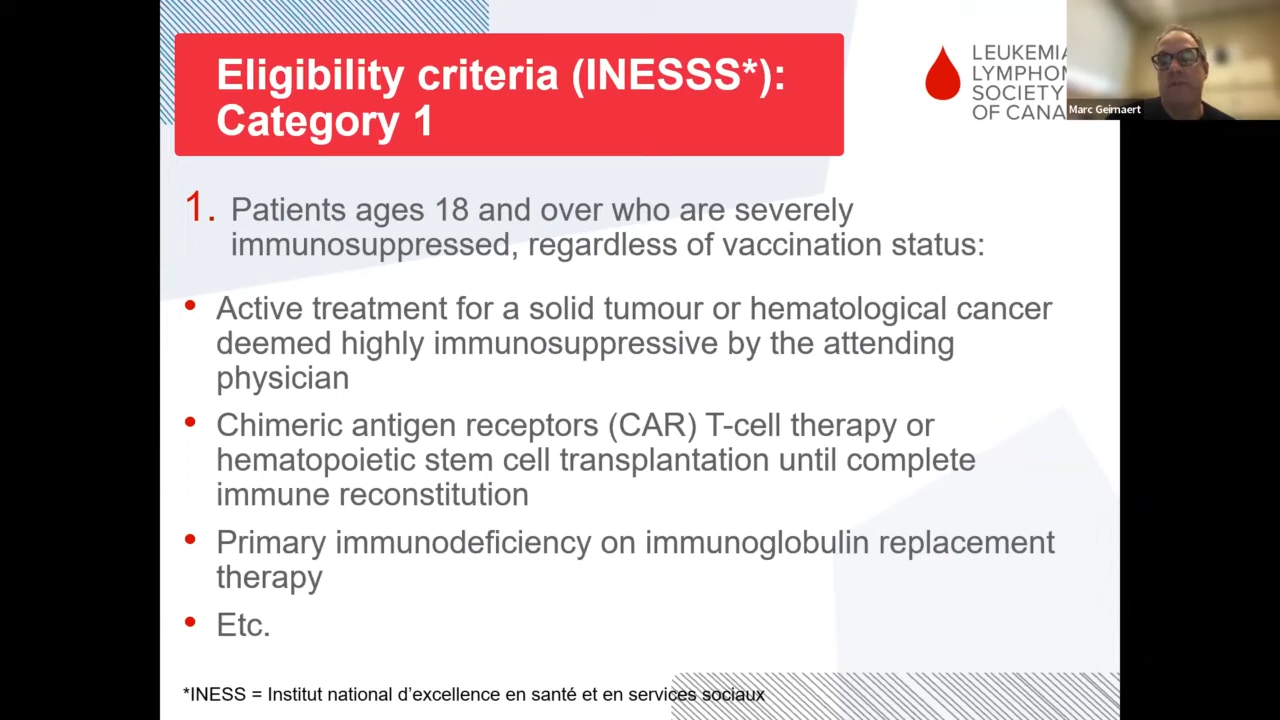 Eligibility criteria (INESSS*):
Category 1
LEUKEMIA
LYMPHOM
SOCIETY
OF CANA
Marc Geirnaert
1. Patients ages 18 and over who are severely
immunosuppressed, regardless of vaccination status:
• Active treatment for a solid tumour or hematological cancer
deemed highly immunosuppressive by the attending
physician
• Chimeric antigen receptors (CAR) T-cell therapy or
hematopoietic stem cell transplantation until complete
immune reconstitution
• Primary immunodeficiency on immunoglobulin replacement
therapy
• Etc.
*INESS = Institut national d’excellence en santé et en services sociaux